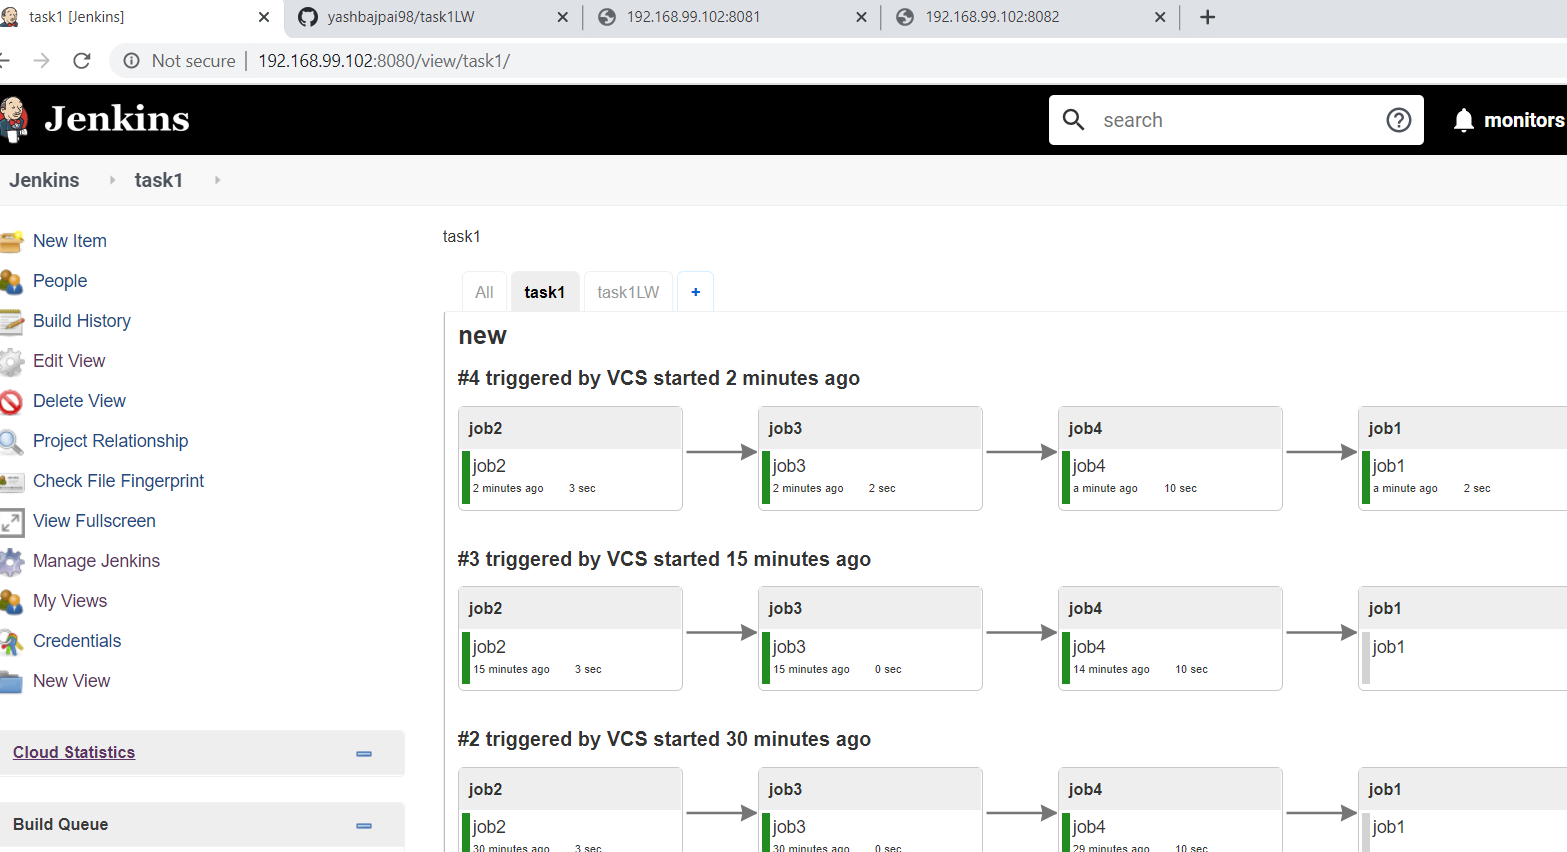 task1 [Jenkins]
yashbajpai98/task1LW
192.168.99.102:8081
192.168.99.102:8082
Not secure
192.168.99.102:8080/view/task1/
Jenkins
search
monitors
Jenkins
task1
New Item
People
Build History
Edit View
Delete View
Project Relationship
Check File Fingerprint
View Fullscreen
Manage Jenkins
My Views
Credentials
New View
Cloud Statistics
Build Queue
task1
All task1 task1LW +
new
#4 triggered by VCS started 2 minutes ago
job2 job3 job4 job1
job2 job3 job4 job1
2 minutes ago 3 sec 2 minutes ago 2 sec a minute ago 10 sec a minute ago 2 sec
#3 triggered by VCS started 15 minutes ago
job2 job3 job4 job1
job2 job3 job4 job1
15 minutes ago 3 sec 15 minutes ago 0 sec 14 minutes ago 10 sec
#2 triggered by VCS started 30 minutes ago
job2 job3 job4 job1
job2 job3 job4 job1
30 minutes ago 3 sec 30 minutes ago 0 sec 29 minutes ago 10 sec